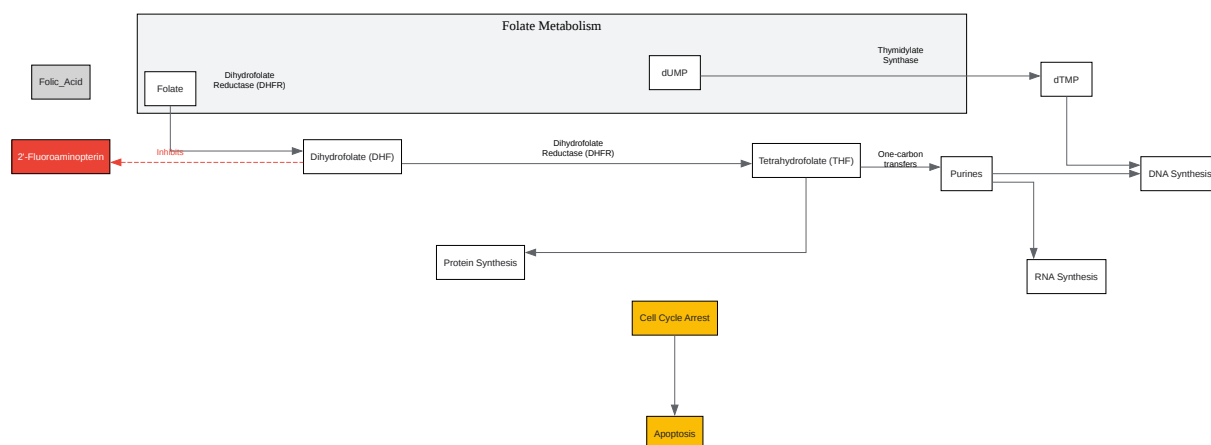 Folate Metabolism
Thymidylate
Synthase
dUMP
dTMP
Folic_Acid
Folate
Dihydrofolate
Reductase (DHFR)
2'-Fluoroaminopterin
Inhibits
Dihydrofolate (DHF)
Dihydrofolate
Reductase (DHFR)
Tetrahydrofolate (THF)
One-carbon
transfers
Purines
DNA Synthesis
Protein Synthesis
RNA Synthesis
Cell Cycle Arrest
Apoptosis